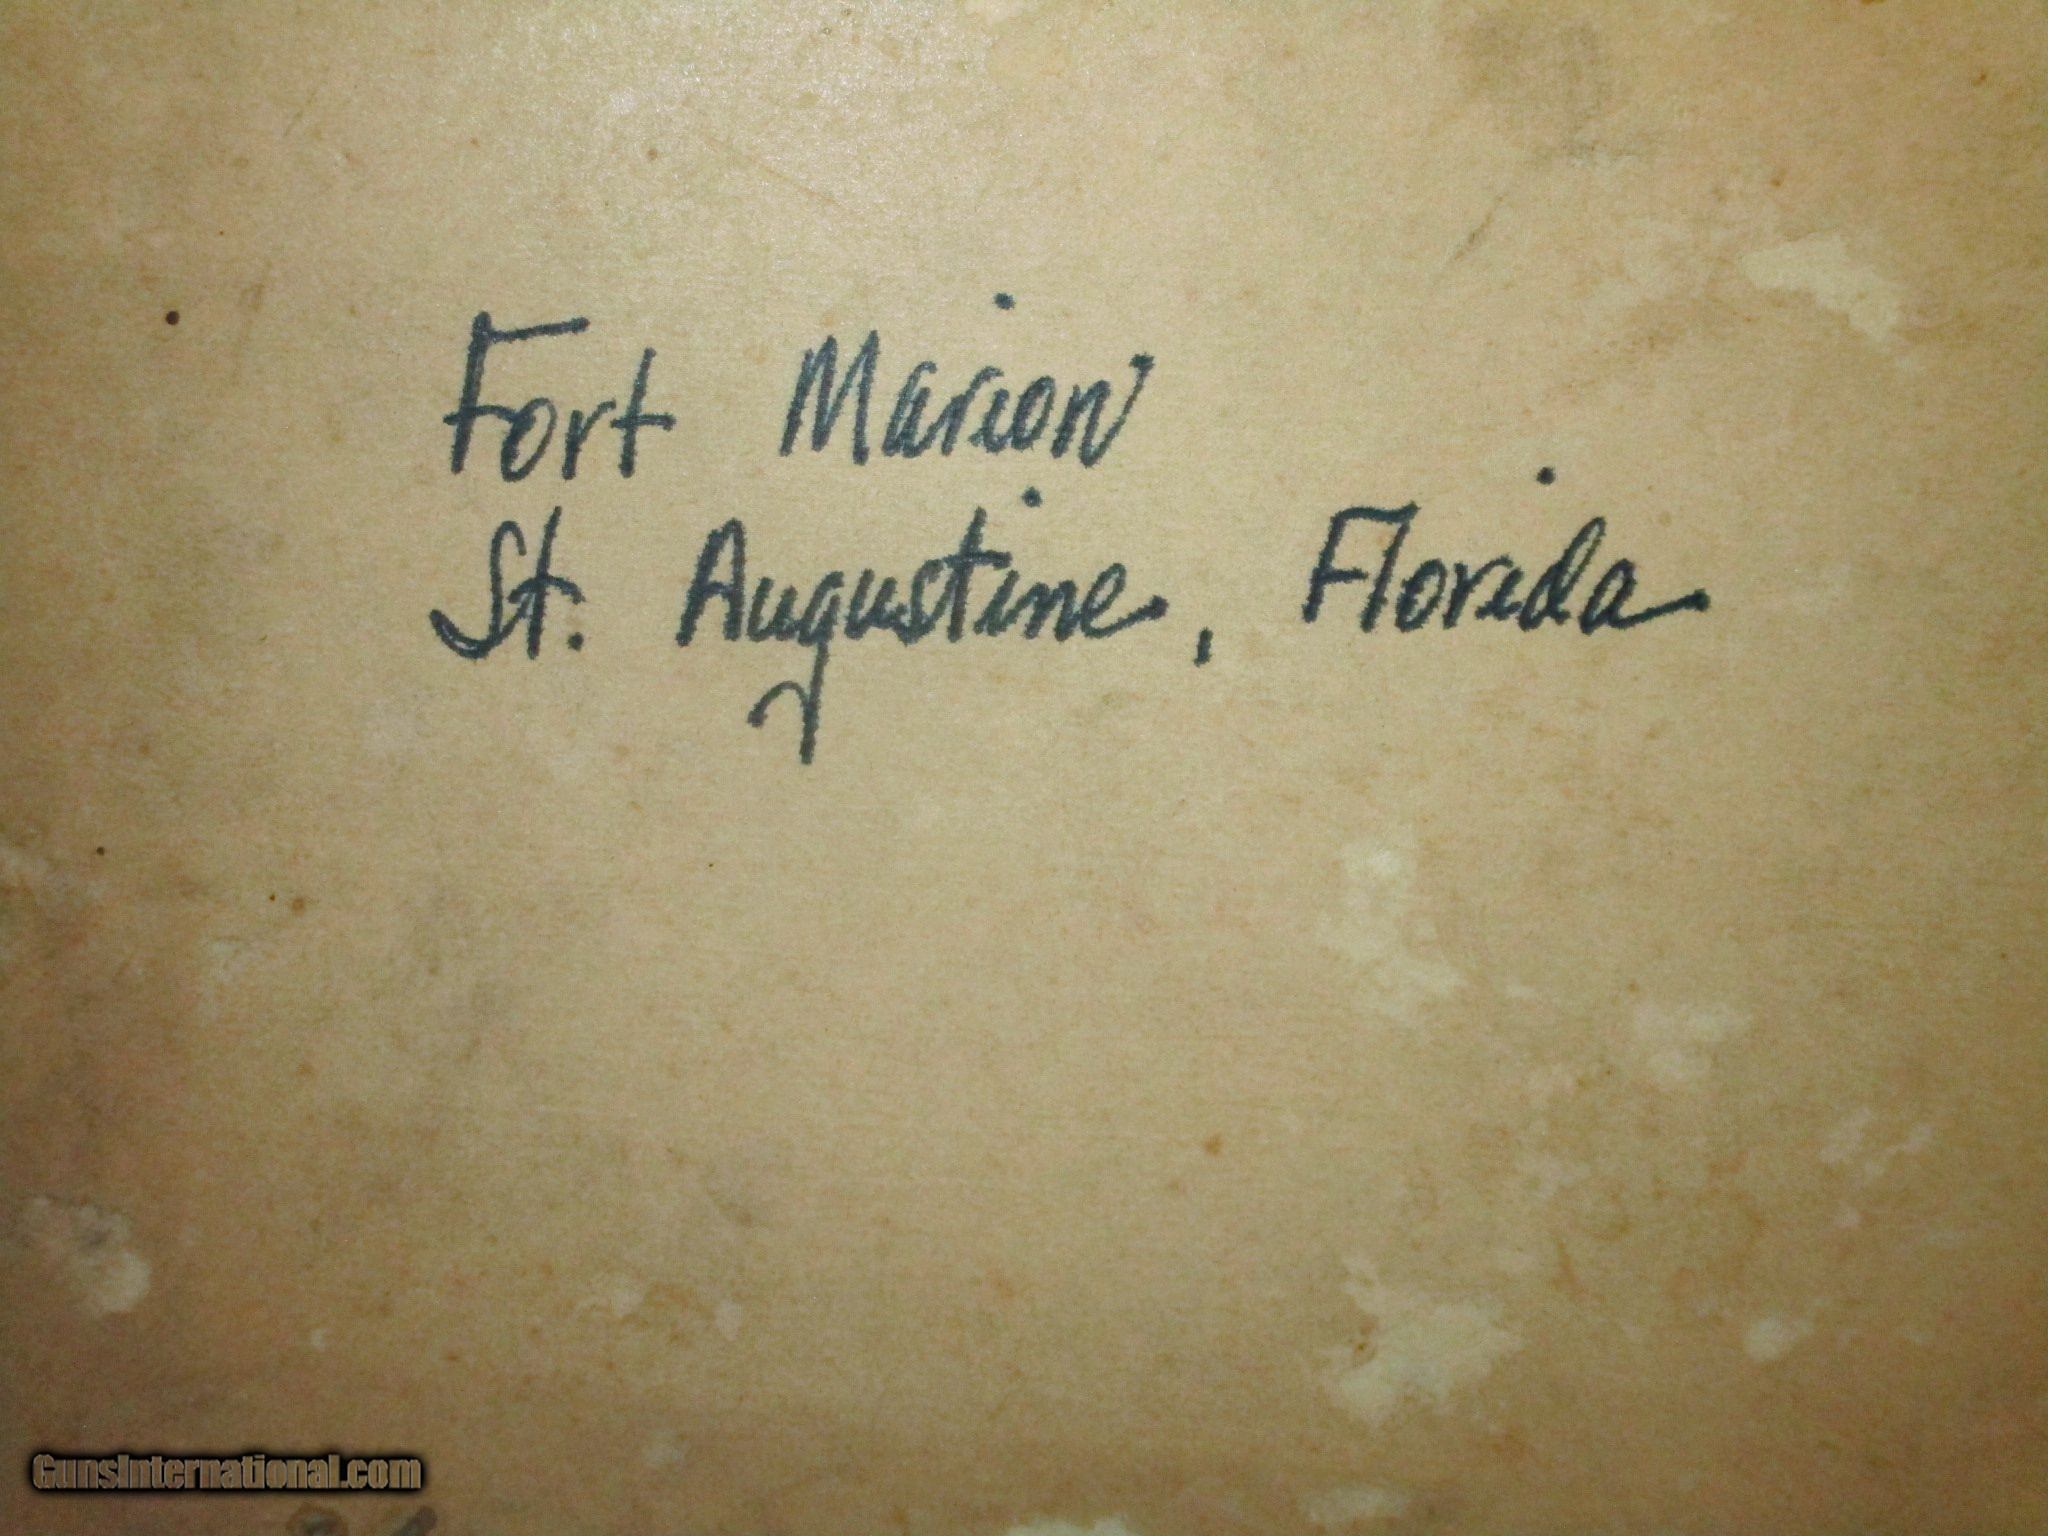 Fort Marion
St. Augustine, Florida
GunsInternational.com